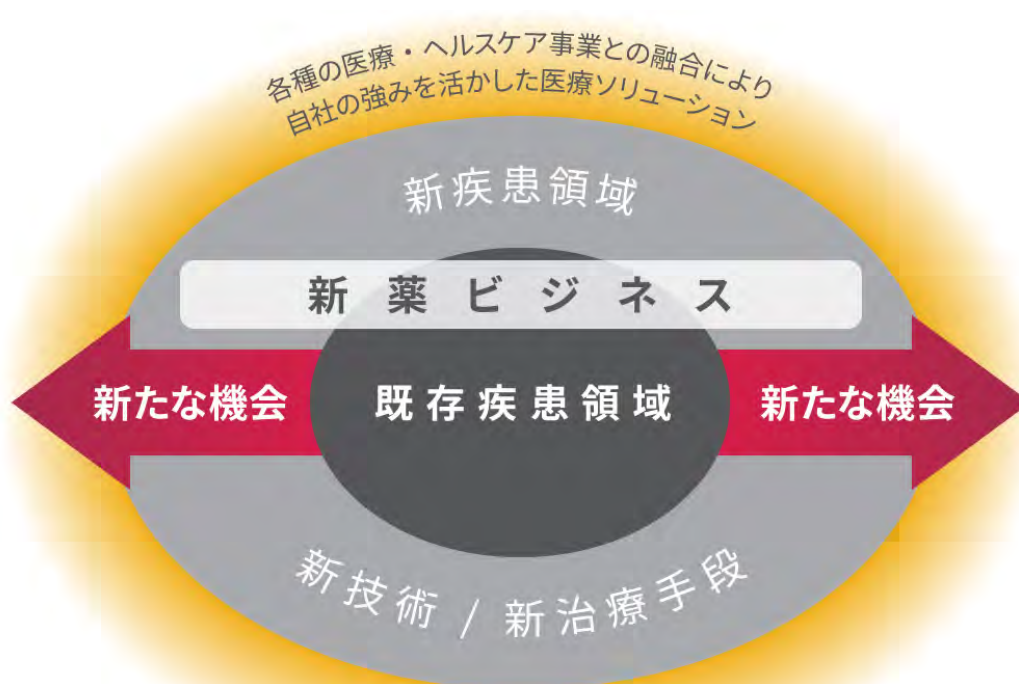 各種の医療・ヘルスケア事業との融合により
自社の強みを活かした医療ソリューション
新疾患領域
新薬ビジネス
新たな機会
既存疾患領域
新たな機会
新技術 / 新治療手段